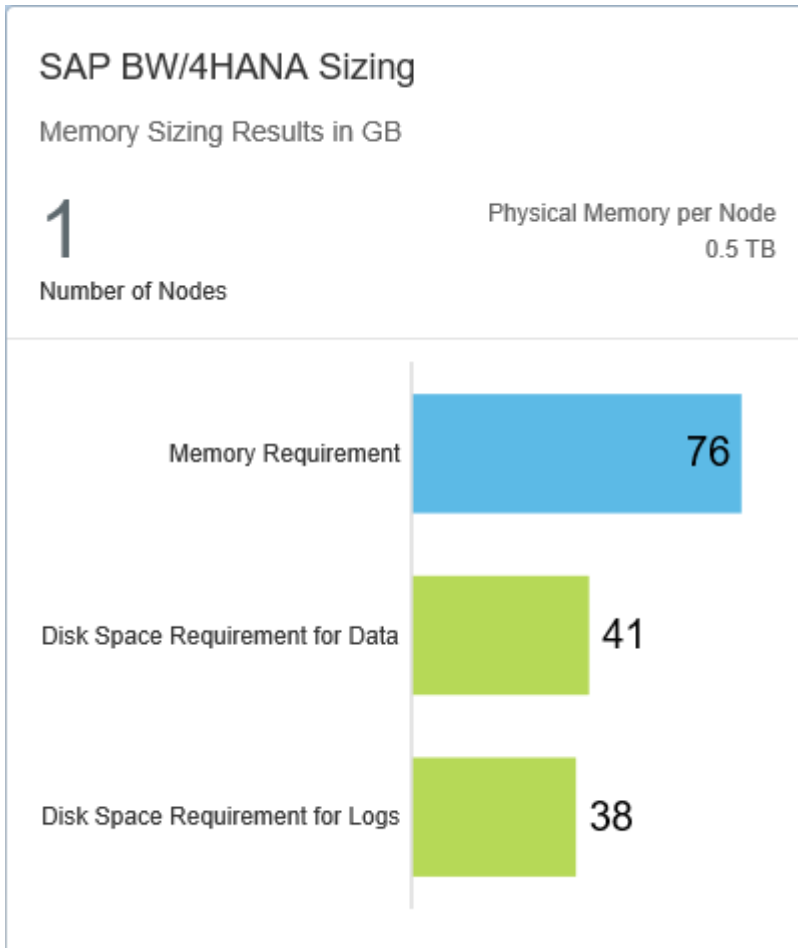 SAP BW/4HANA Sizing
Memory Sizing Results in GB
1
Number of Nodes
Physical Memory per Node
0.5 TB
Memory Requirement
76
Disk Space Requirement for Data
41
Disk Space Requirement for Logs
38